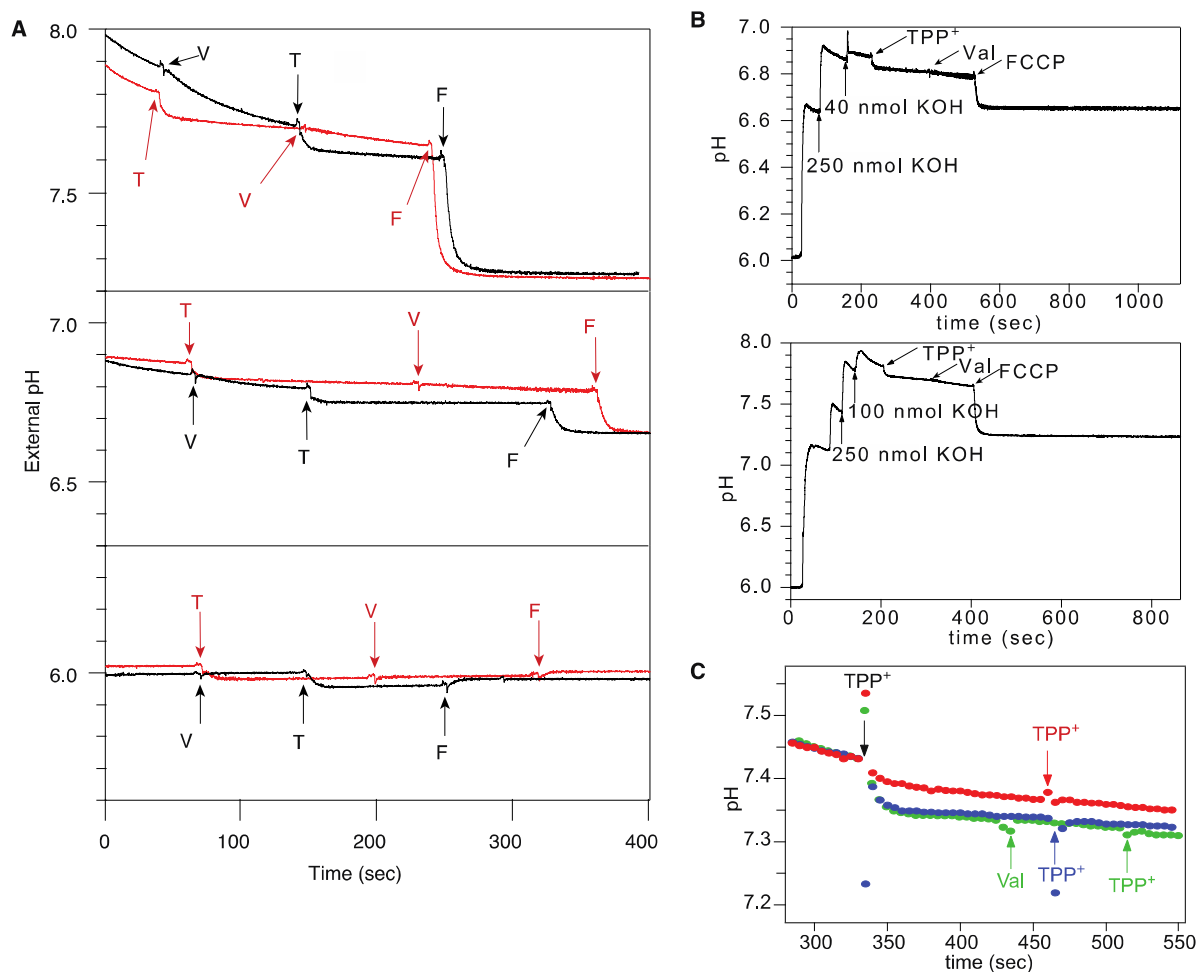 A
8.0
7.5
7.0
6.5
6.0
External pH
0
100
200
300
400
Time (sec)
V
T
F
T
V
F
T
V
F
V
T
F
T
V
F
V
T
F
B
7.0
6.8
6.6
6.4
6.2
6.0
pH
TPP+
Val
FCCP
40 nmol KOH
250 nmol KOH
0
200
400
600
800
1000
time (sec)
8.0
7.5
7.0
6.5
6.0
pH
TPP+
Val
FCCP
100 nmol KOH
250 nmol KOH
0
200
400
600
800
time (sec)
C
7.5
7.4
7.3
7.2
pH
TPP+
TPP+
Val
TPP+
TPP+
300
350
400
450
500
550
time (sec)